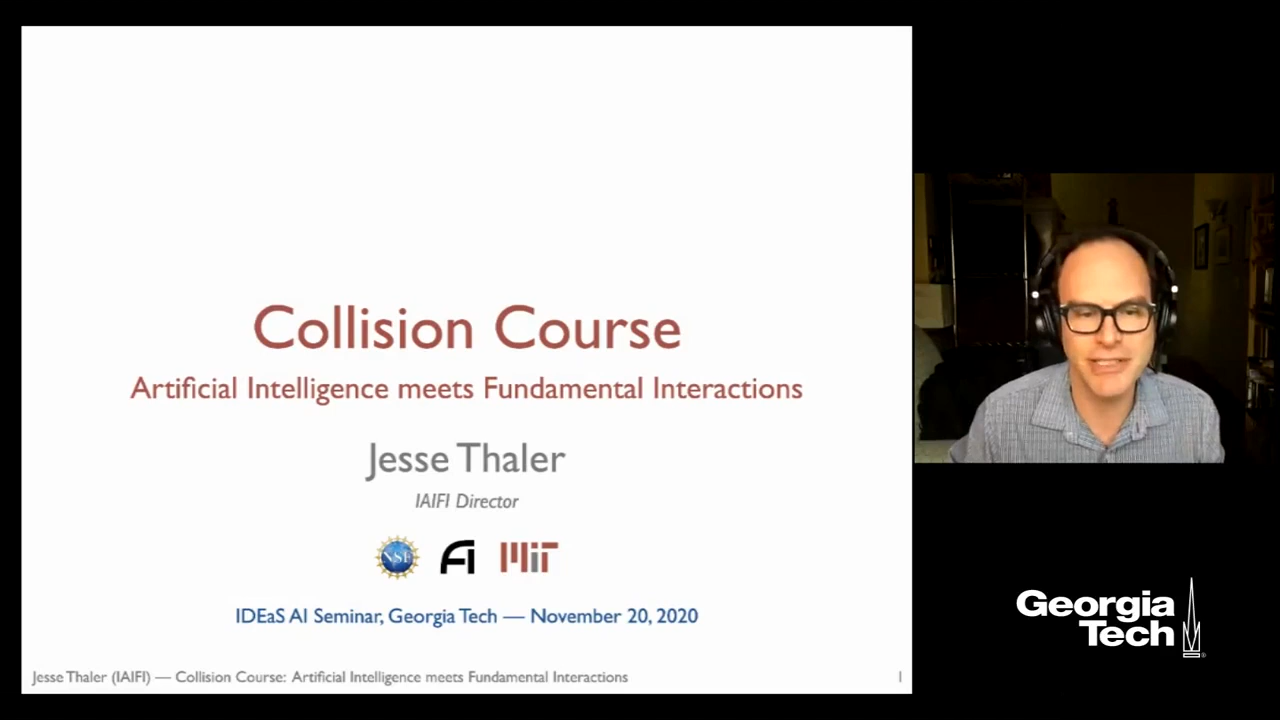 Collision Course
Artificial Intelligence meets Fundamental Interactions
Jesse Thaler
IAIFI Director
NSF
AI
MIT
IDEaS AI Seminar, Georgia Tech — November 20, 2020
Jesse Thaler (IAIFI) — Collision Course: Artificial Intelligence meets Fundamental Interactions
1
Georgia
Tech